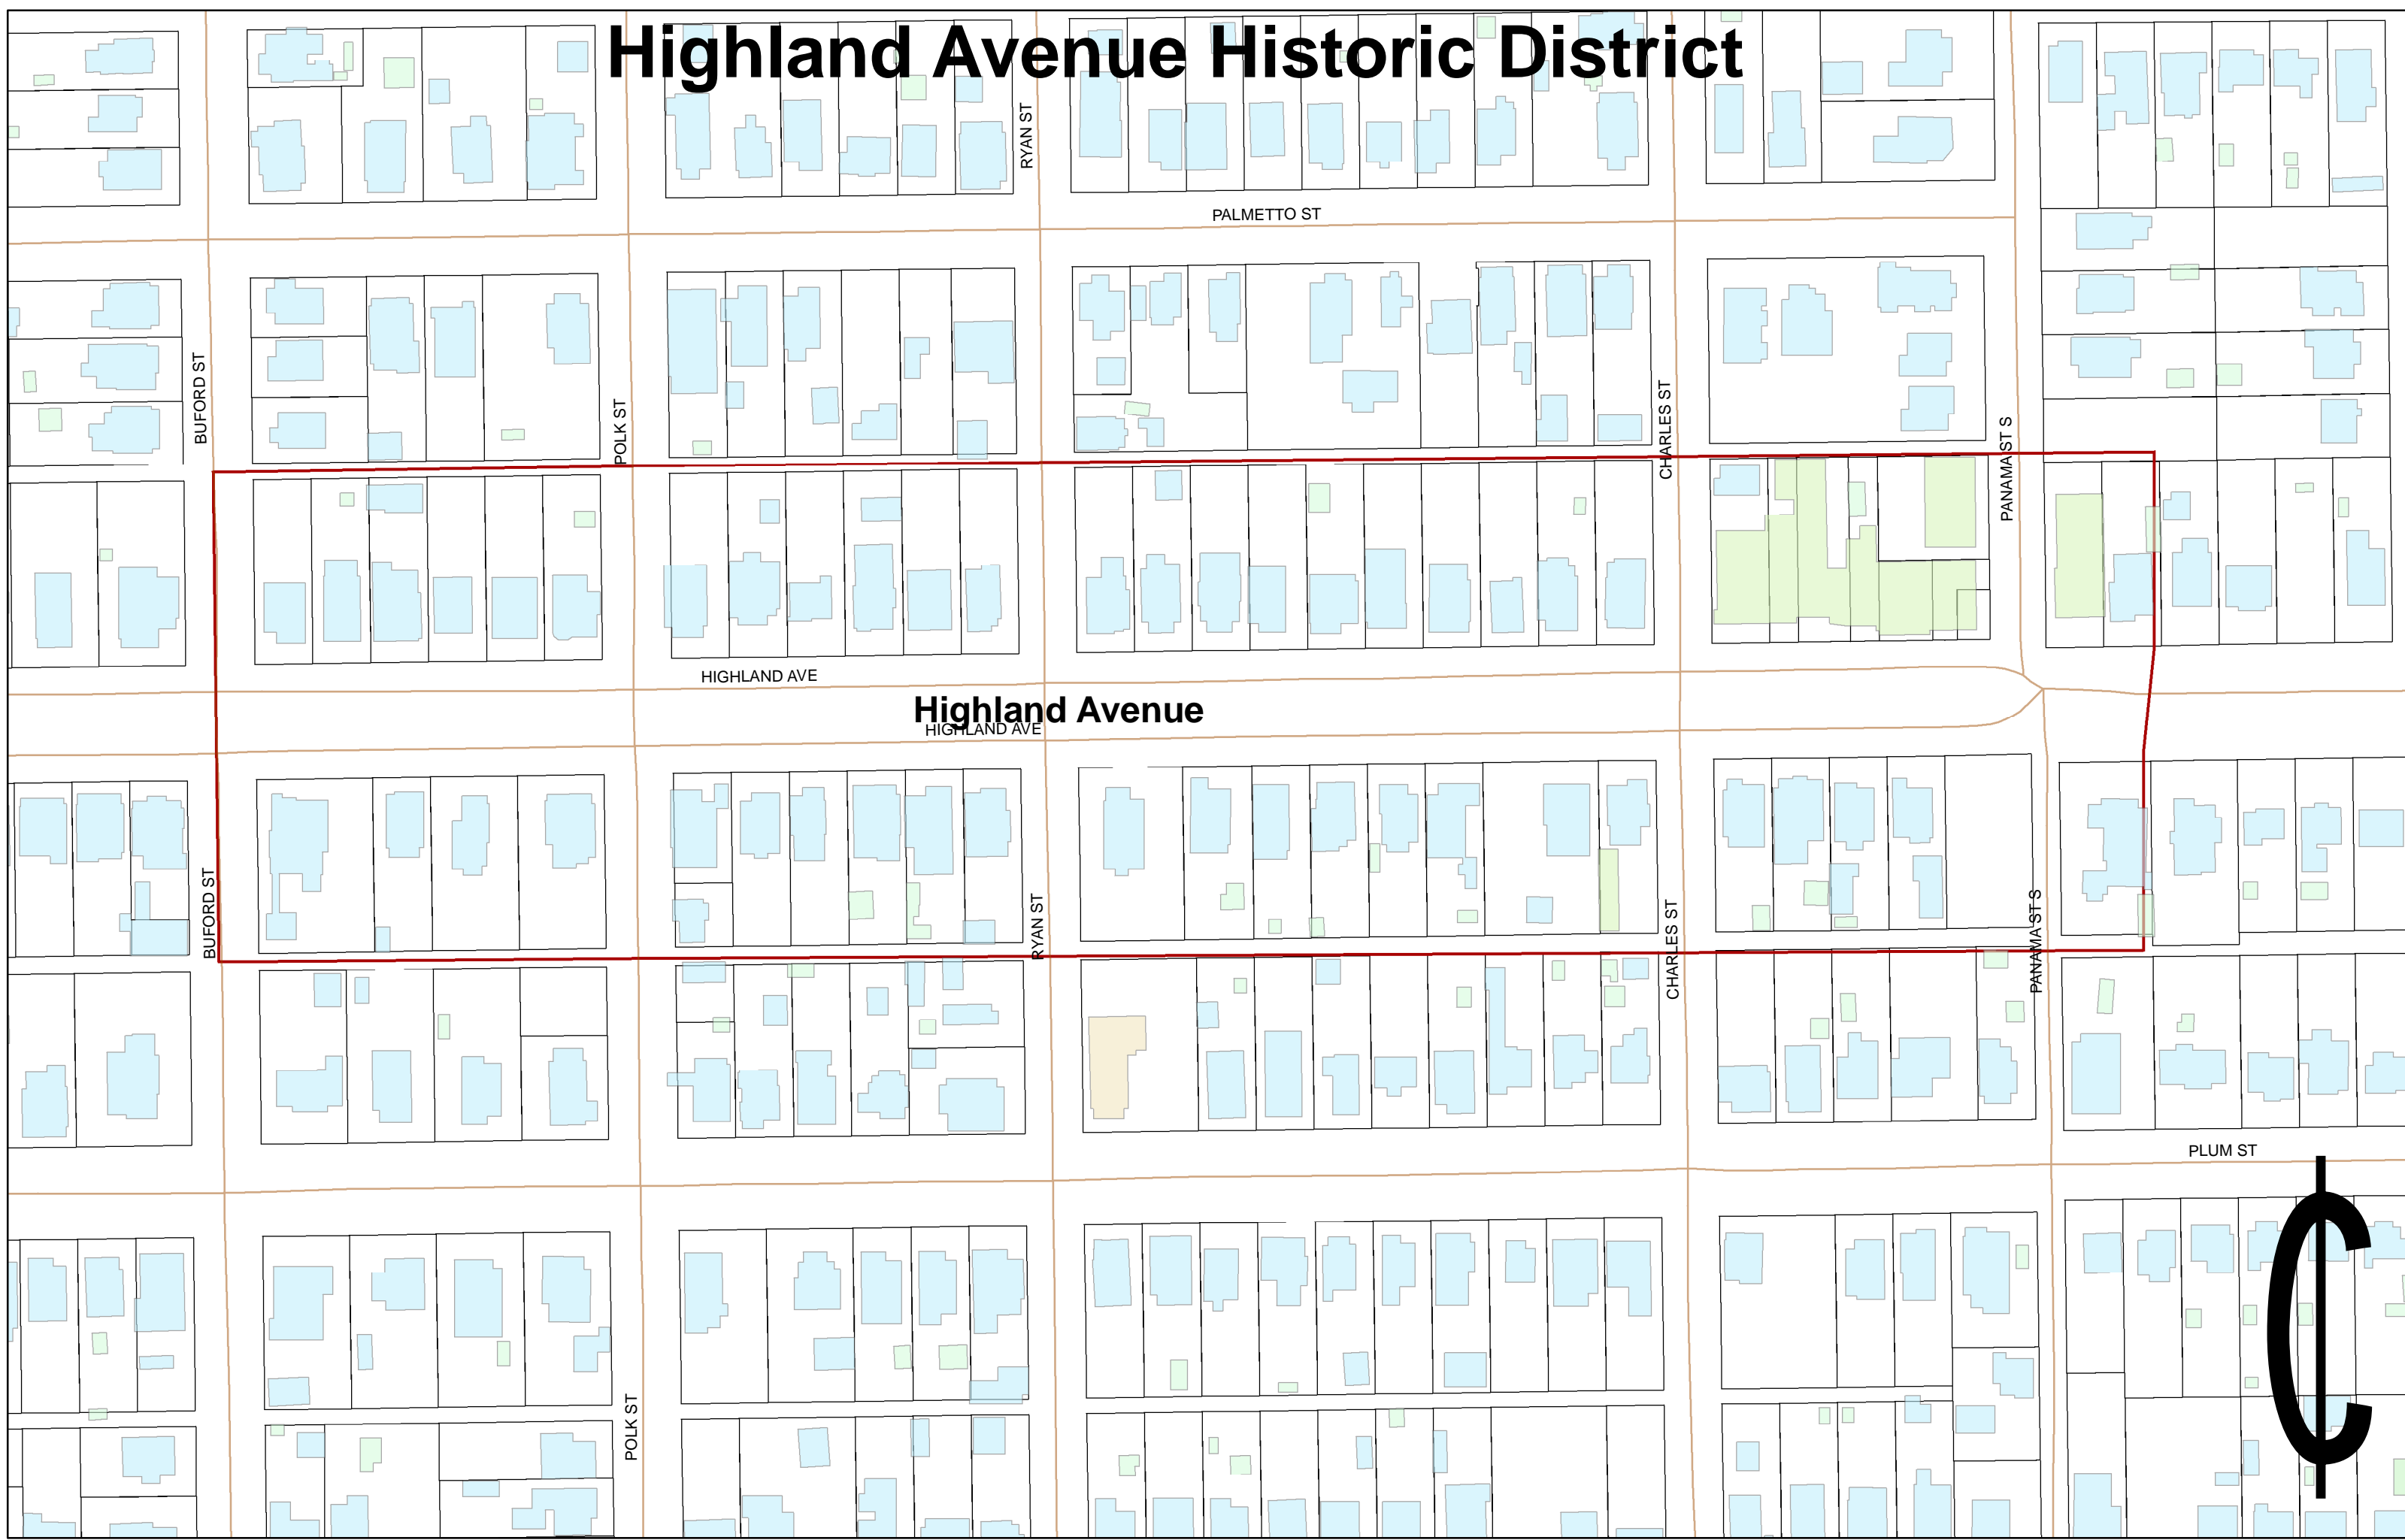 Highland Avenue Historic District
RYAN ST
PALMETTO ST
BUFORD ST
POLK ST
CHARLES ST
PANAMA ST S
HIGHLAND AVE
Highland Avenue
HIGHLAND AVE
BUFORD ST
RYAN ST
CHARLES ST
PANAMA ST S
PLUM ST
POLK ST